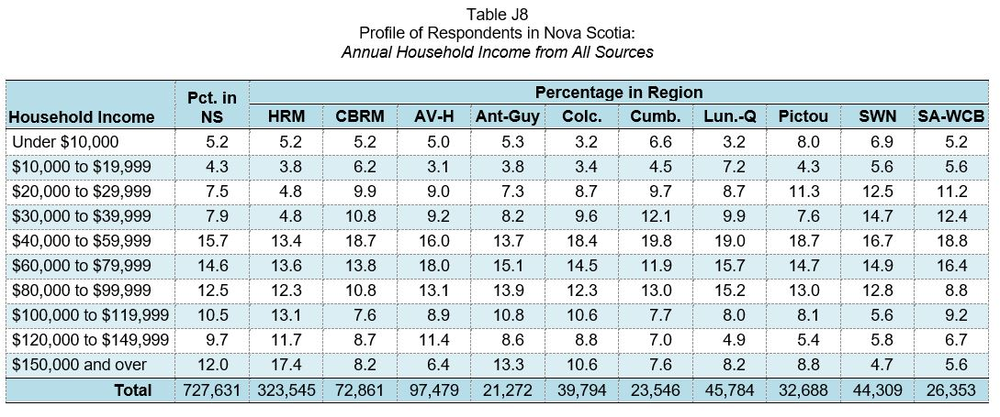 Table J8
Profile of Respondents in Nova Scotia:
Annual Household Income from All Sources
Household Income Pct. in NS Percentage in Region
HRM CBRM AV-H Ant-Guy Colc. Cumb. Lun.-Q Pictou SWN SA-WCB
Under $10,000 5.2 5.2 5.2 5.0 5.3 3.2 6.6 3.2 8.0 6.9 5.2
$10,000 to $19,999 4.3 3.8 6.2 3.1 3.8 3.4 4.5 7.2 4.3 5.6 5.6
$20,000 to $29,999 7.5 4.8 9.9 9.0 7.3 8.7 9.7 8.7 11.3 12.5 11.2
$30,000 to $39,999 7.9 4.8 10.8 9.2 8.2 9.6 12.1 9.9 7.6 14.7 12.4
$40,000 to $59,999 15.7 13.4 18.7 16.0 13.7 18.4 19.8 19.0 18.7 16.7 18.8
$60,000 to $79,999 14.6 13.6 13.8 18.0 15.1 14.5 11.9 15.7 14.7 14.9 16.4
$80,000 to $99,999 12.5 12.3 10.8 13.1 13.9 12.3 13.0 15.2 13.0 12.8 8.8
$100,000 to $119,999 10.5 13.1 7.6 8.9 10.8 10.6 7.7 8.0 8.1 5.6 9.2
$120,000 to $149,999 9.7 11.7 8.7 11.4 8.6 8.8 7.0 4.9 5.4 5.8 6.7
$150,000 and over 12.0 17.4 8.2 6.4 13.3 10.6 7.6 8.2 8.8 4.7 5.6
Total 727,631 323,545 72,861 97,479 21,272 39,794 23,546 45,784 32,688 44,309 26,353